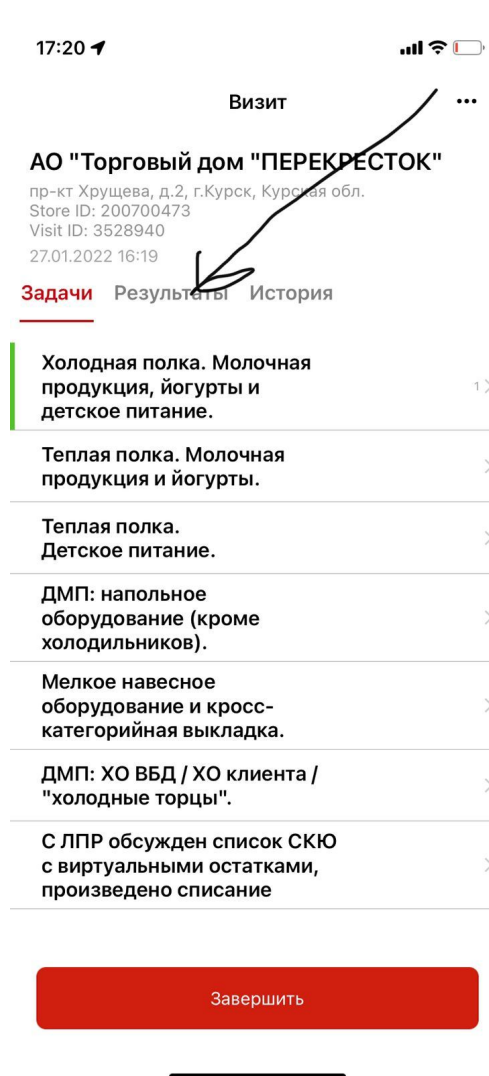 17:20
Визит
АО "Торговый дом "ПЕРЕКРЕСТОК"
пр-кт Хрущева, д.2, г.Курск, Курская обл.
Store ID: 200700473
Visit ID: 3528940
27.01.2022 16:19
Задачи Результаты История
Холодная полка. Молочная
продукция, йогурты и
детское питание.
1
Теплая полка. Молочная
продукция и йогурты.
Теплая полка.
Детское питание.
ДМП: напольное
оборудование (кроме
холодильников).
Мелкое навесное
оборудование и кросс-
категорийная выкладка.
ДМП: ХО ВБД / ХО клиента /
"холодные торцы".
С ЛПР обсужден список СКЮ
с виртуальными остатками,
произведено списание
Завершить